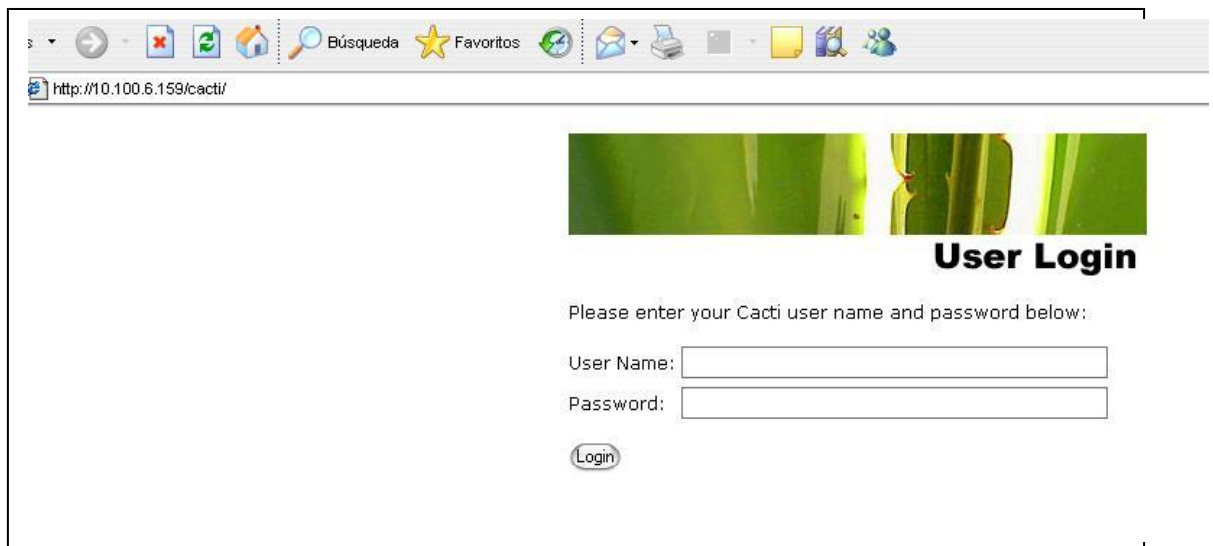 Búsqueda Favoritos
http://10.100.6.159/cacti/
User Login
Please enter your Cacti user name and password below:
User Name:
Password:
Login